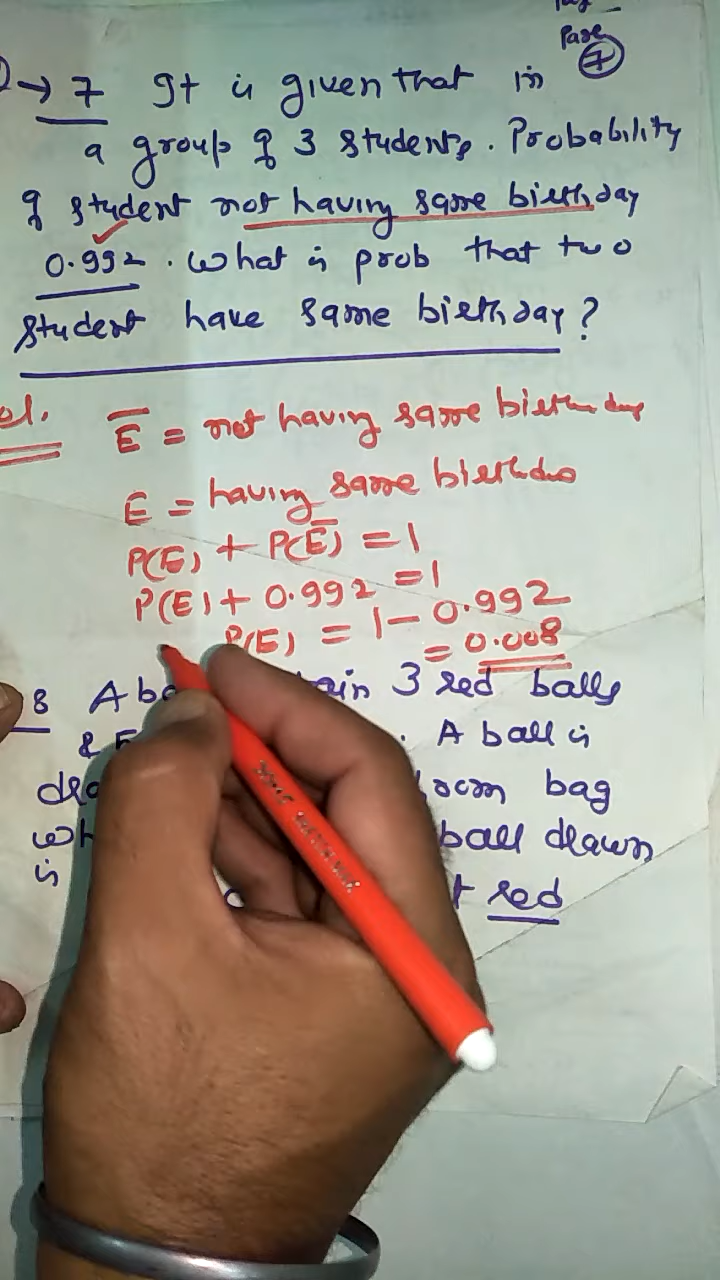 Page
7
→ 7 It is given that in
a group of 3 students. Probability
of student not having same birthday
0.992. What is prob that two
student have same birthday?
Sol. E̅ = not having same birthday
E = having same birthday
P(E) + P(E̅) = 1
P(E) + 0.992 = 1
P(E) = 1 - 0.992
= 0.008
8 A bag contain 3 red balls
& . A ball is
bag
ball drawn
is red